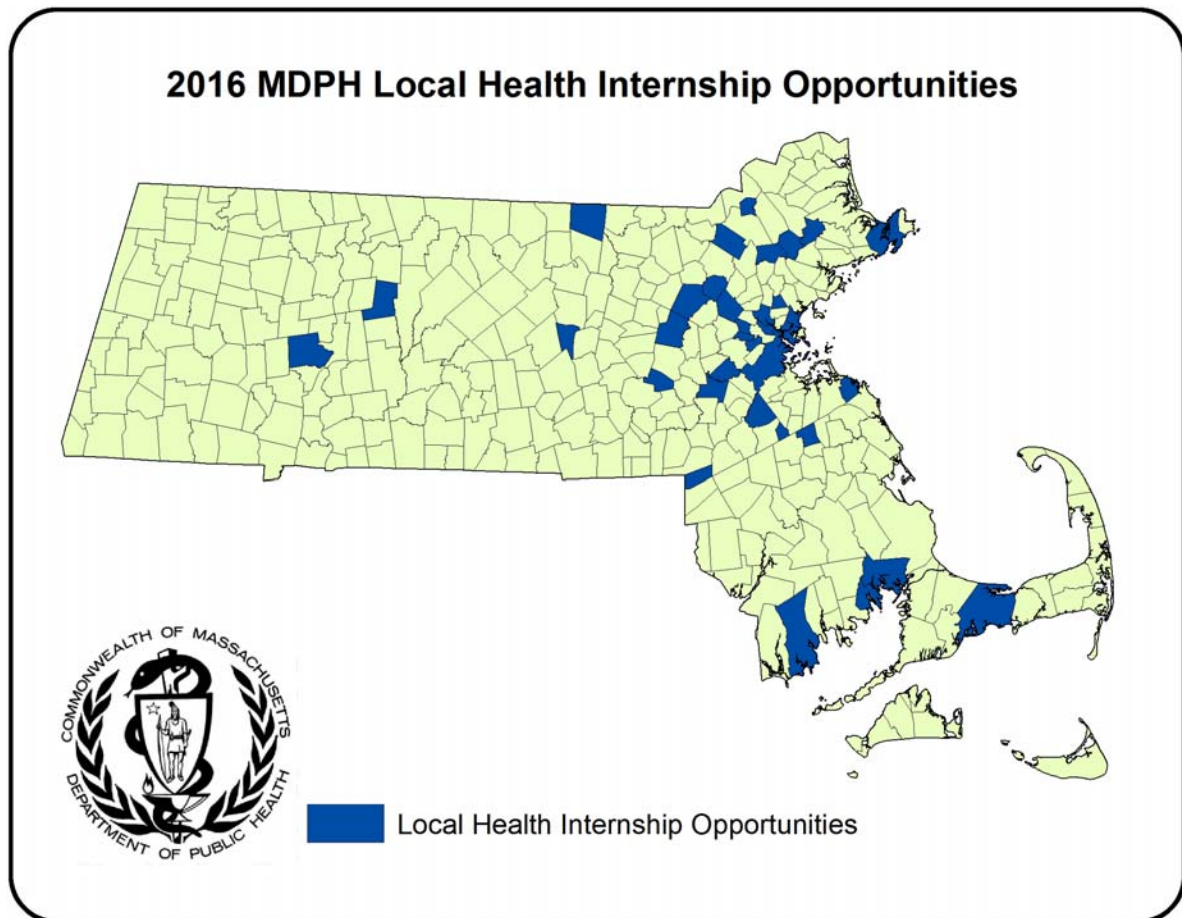 2016 MDPH Local Health Internship Opportunities
COMMONWEALTH OF MASSACHUSETTS
DEPARTMENT OF PUBLIC HEALTH
Local Health Internship Opportunities